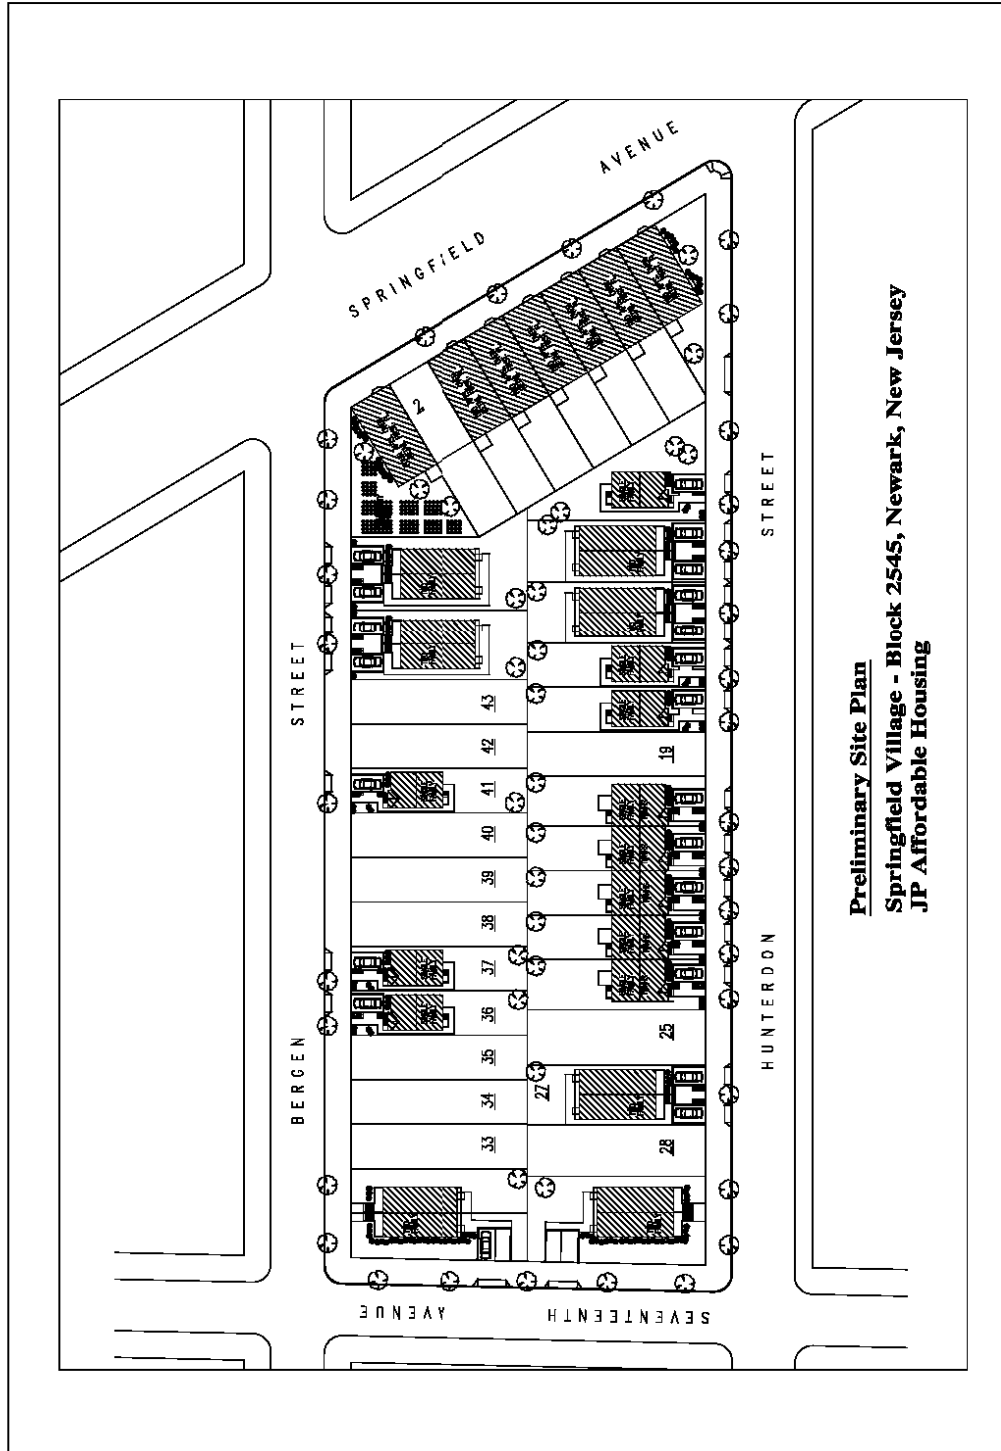 Preliminary Site Plan
Springfield Village - Block 2545, Newark, New Jersey
JP Affordable Housing
SPRINGFIELD AVENUE
BERGEN STREET
HUNTERDON STREET
SEVENTEENTH AVENUE
2
43
42
41
40
39
38
37
36
35
34
33
19
25
27
28